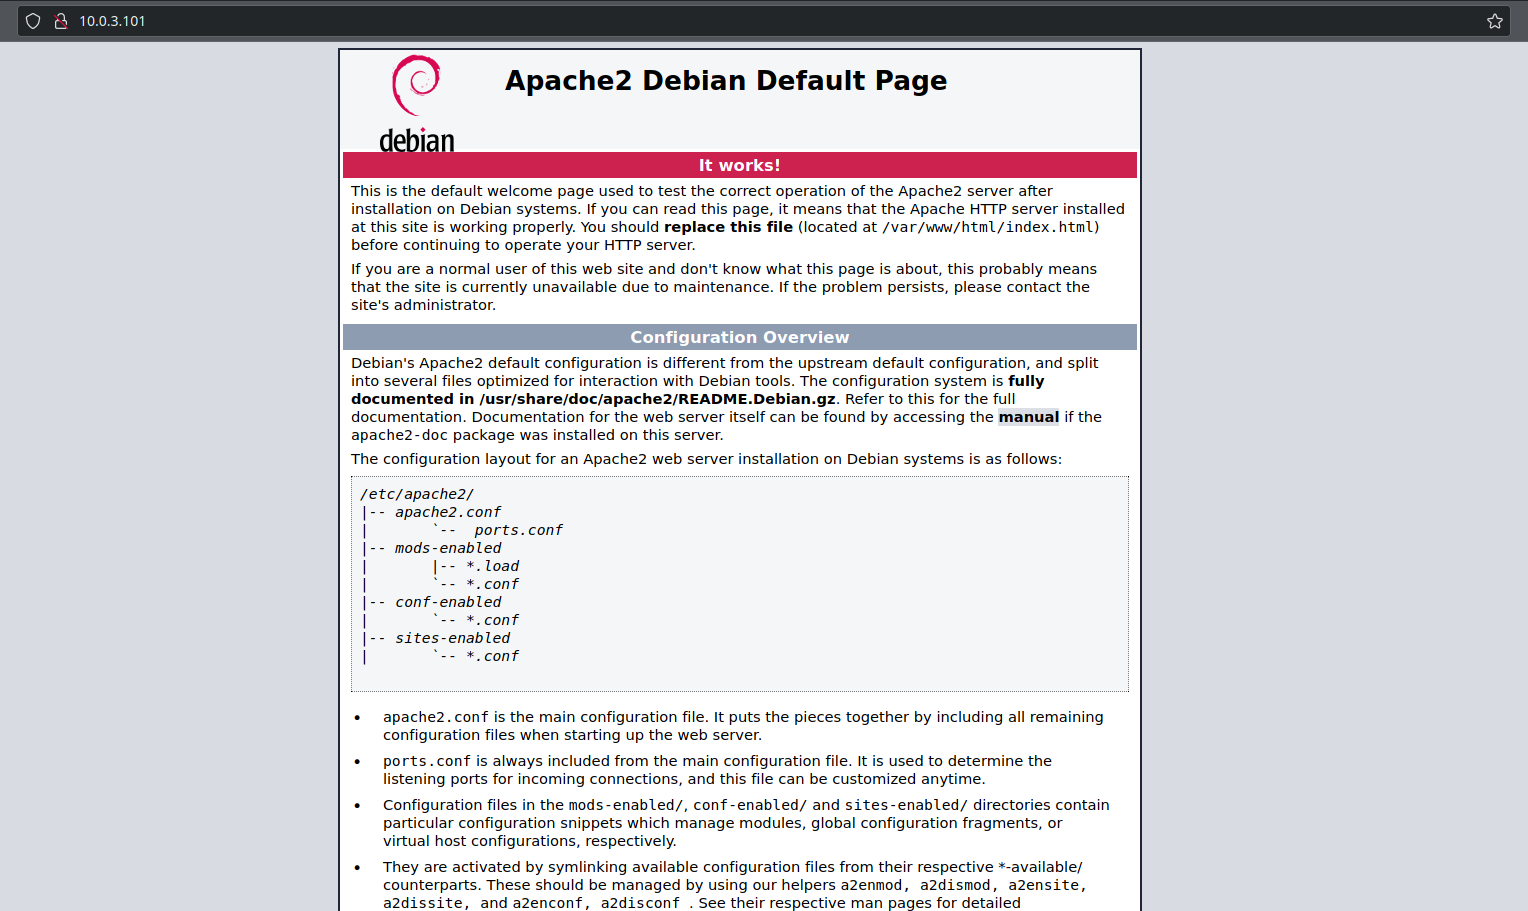 10.0.3.101
debian
Apache2 Debian Default Page
It works!
This is the default welcome page used to test the correct operation of the Apache2 server after
installation on Debian systems. If you can read this page, it means that the Apache HTTP server installed
at this site is working properly. You should replace this file (located at /var/www/html/index.html)
before continuing to operate your HTTP server.
If you are a normal user of this web site and don't know what this page is about, this probably means
that the site is currently unavailable due to maintenance. If the problem persists, please contact the
site's administrator.
Configuration Overview
Debian's Apache2 default configuration is different from the upstream default configuration, and split
into several files optimized for interaction with Debian tools. The configuration system is fully
documented in /usr/share/doc/apache2/README.Debian.gz. Refer to this for the full
documentation. Documentation for the web server itself can be found by accessing the manual if the
apache2-doc package was installed on this server.
The configuration layout for an Apache2 web server installation on Debian systems is as follows:
/etc/apache2/
|-- apache2.conf
|       `--  ports.conf
|-- mods-enabled
|       |-- *.load
|       `-- *.conf
|-- conf-enabled
|       `-- *.conf
|-- sites-enabled
|       `-- *.conf
• apache2.conf is the main configuration file. It puts the pieces together by including all remaining
configuration files when starting up the web server.
• ports.conf is always included from the main configuration file. It is used to determine the
listening ports for incoming connections, and this file can be customized anytime.
• Configuration files in the mods-enabled/, conf-enabled/ and sites-enabled/ directories contain
particular configuration snippets which manage modules, global configuration fragments, or
virtual host configurations, respectively.
• They are activated by symlinking available configuration files from their respective *-available/
counterparts. These should be managed by using our helpers a2enmod, a2dismod, a2ensite,
a2dissite, and a2enconf, a2disconf . See their respective man pages for detailed